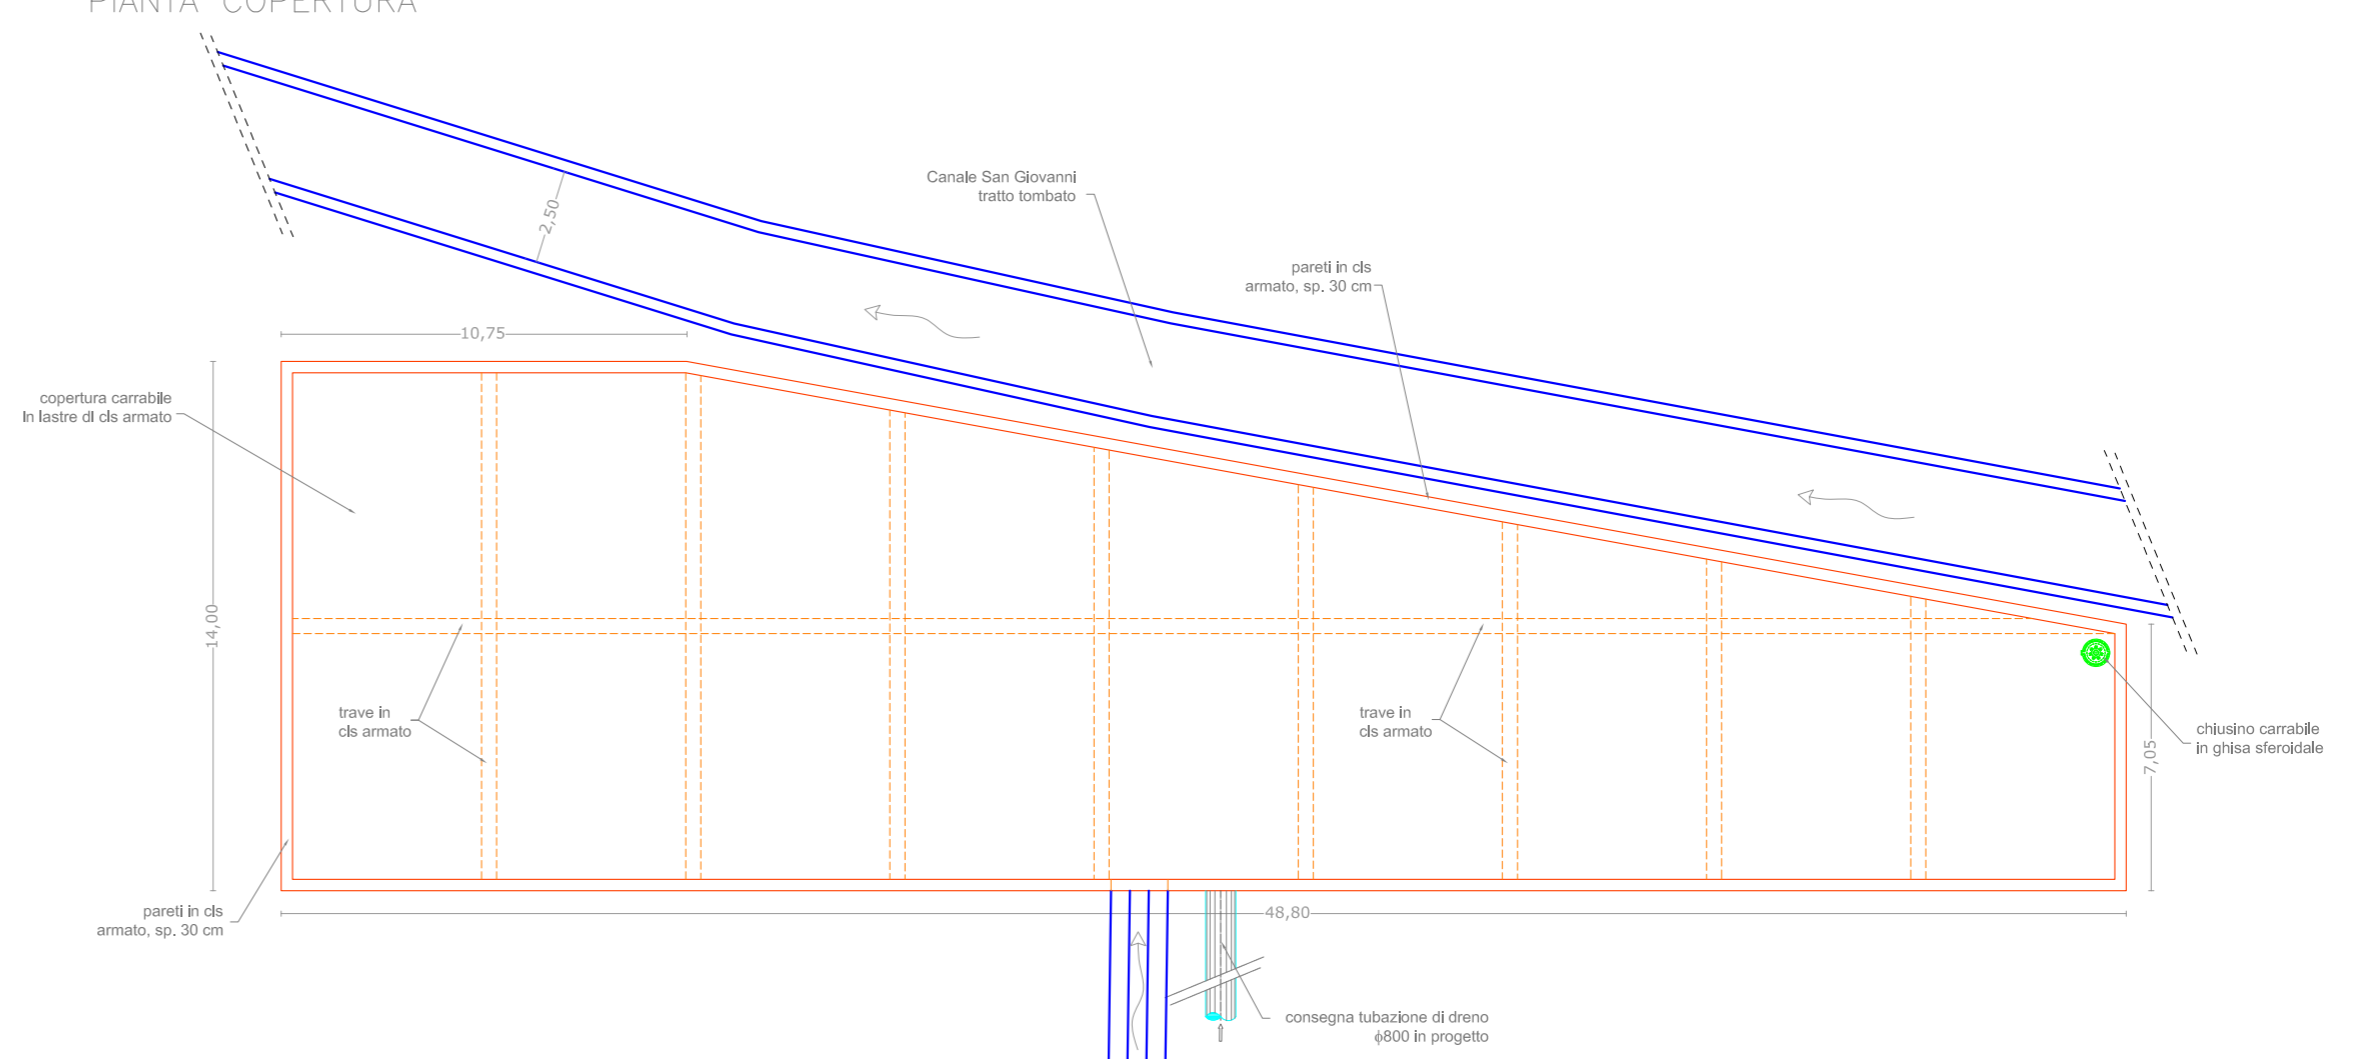 PIANTA COPERTURA
Canale San Giovanni
tratto tombato
2,50
pareti in cls
armato, sp. 30 cm
10,75
copertura carrabile
in lastre di cls armato
14,00
trave in
cls armato
trave in
cls armato
chiusino carrabile
in ghisa sferoidale
7,05
pareti in cls
armato, sp. 30 cm
48,80
consegna tubazione di dreno
ϕ800 in progetto